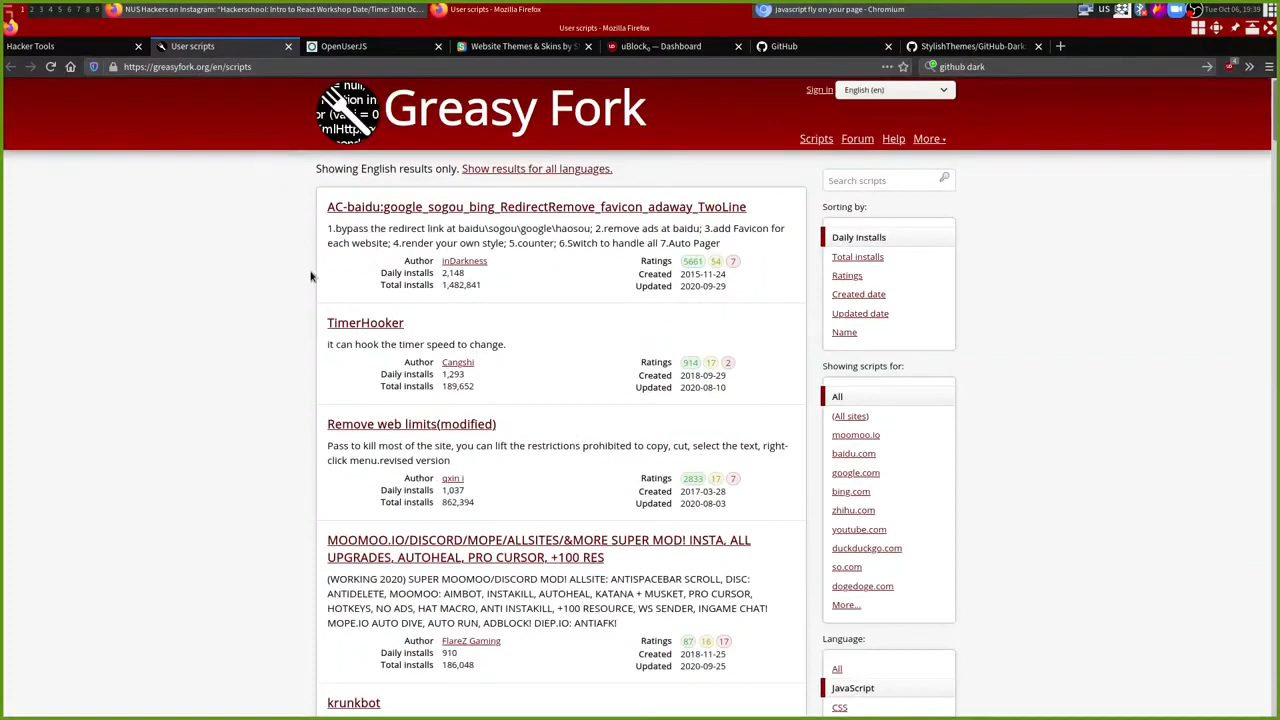 1 2 3 4 5 6 7 8 9
NUS Hackers on Instagram: "Hackerschool: Intro to React Workshop Date/Time: 10th Oc...
User scripts - Mozilla Firefox
javascript fly on your page - Chromium
US
Tue Oct 06, 19:39
User scripts - Mozilla Firefox
Hacker Tools
User scripts
OpenUserJS
Website Themes & Skins by S
uBlock₀ — Dashboard
GitHub
StylishThemes/GitHub-Dark
https://greasyfork.org/en/scripts
github dark
4
Greasy Fork
Sign in
English (en)
Scripts
Forum
Help
More
Showing English results only. Show results for all languages.
AC-baidu:google_sogou_bing_RedirectRemove_favicon_adaway_TwoLine
1.bypass the redirect link at baidu\sogou\google\haosou; 2.remove ads at baidu; 3.add Favicon for
each website; 4.render your own style; 5.counter; 6.Switch to handle all 7.Auto Pager
Author inDarkness
Daily installs 2,148
Total installs 1,482,841
Ratings 5661 54 7
Created 2015-11-24
Updated 2020-09-29
TimerHooker
it can hook the timer speed to change.
Author Cangshi
Daily installs 1,293
Total installs 189,652
Ratings 914 17 2
Created 2018-09-29
Updated 2020-08-10
Remove web limits(modified)
Pass to kill most of the site, you can lift the restrictions prohibited to copy, cut, select the text, right-
click menu.revised version
Author qxin i
Daily installs 1,037
Total installs 862,394
Ratings 2833 17 7
Created 2017-03-28
Updated 2020-08-03
MOOMOO.IO/DISCORD/MOPE/ALLSITES/&MORE SUPER MOD! INSTA, ALL
UPGRADES, AUTOHEAL, PRO CURSOR, +100 RES
(WORKING 2020) SUPER MOOMOO/DISCORD MOD! ALLSITE: ANTISPACEBAR SCROLL, DISC:
ANTIDELETE, MOOMOO: AIMBOT, INSTAKILL, AUTOHEAL, KATANA + MUSKET, PRO CURSOR,
HOTKEYS, NO ADS, HAT MACRO, ANTI INSTAKILL, +100 RESOURCE, WS SENDER, INGAME CHAT!
MOPE.IO AUTO DIVE, AUTO RUN, ADBLOCK! DIEP.IO: ANTIAFK!
Author FlareZ Gaming
Daily installs 910
Total installs 186,048
Ratings 87 16 17
Created 2018-11-25
Updated 2020-09-25
krunkbot
Search scripts
Sorting by:
Daily installs
Total installs
Ratings
Created date
Updated date
Name
Showing scripts for:
All
(All sites)
moomoo.io
baidu.com
google.com
bing.com
zhihu.com
youtube.com
duckduckgo.com
so.com
dogedoge.com
More...
Language:
All
JavaScript
CSS